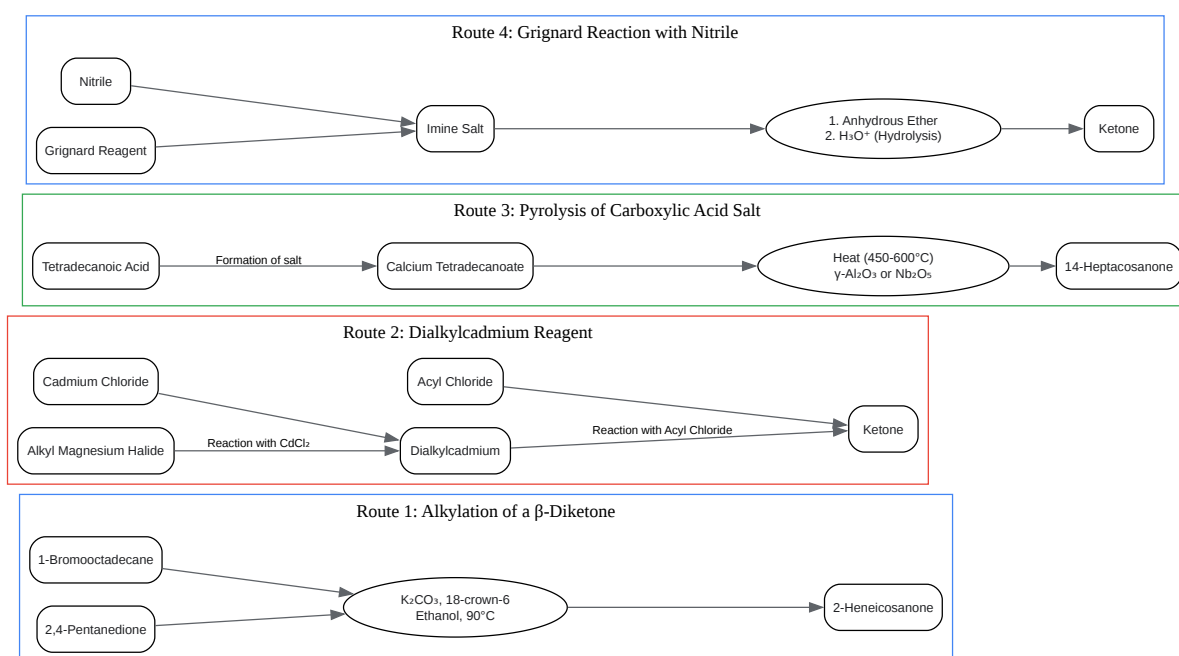 Route 4: Grignard Reaction with Nitrile
Nitrile
Grignard Reagent
Imine Salt
1. Anhydrous Ether
2. H₃O⁺ (Hydrolysis)
Ketone
Route 3: Pyrolysis of Carboxylic Acid Salt
Tetradecanoic Acid
Formation of salt
Calcium Tetradecanoate
Heat (450-600°C)
γ-Al₂O₃ or Nb₂O₅
14-Heptacosanone
Route 2: Dialkylcadmium Reagent
Cadmium Chloride
Alkyl Magnesium Halide
Reaction with CdCl₂
Acyl Chloride
Dialkylcadmium
Reaction with Acyl Chloride
Ketone
Route 1: Alkylation of a β-Diketone
1-Bromooctadecane
2,4-Pentanedione
K₂CO₃, 18-crown-6
Ethanol, 90°C
2-Heneicosanone